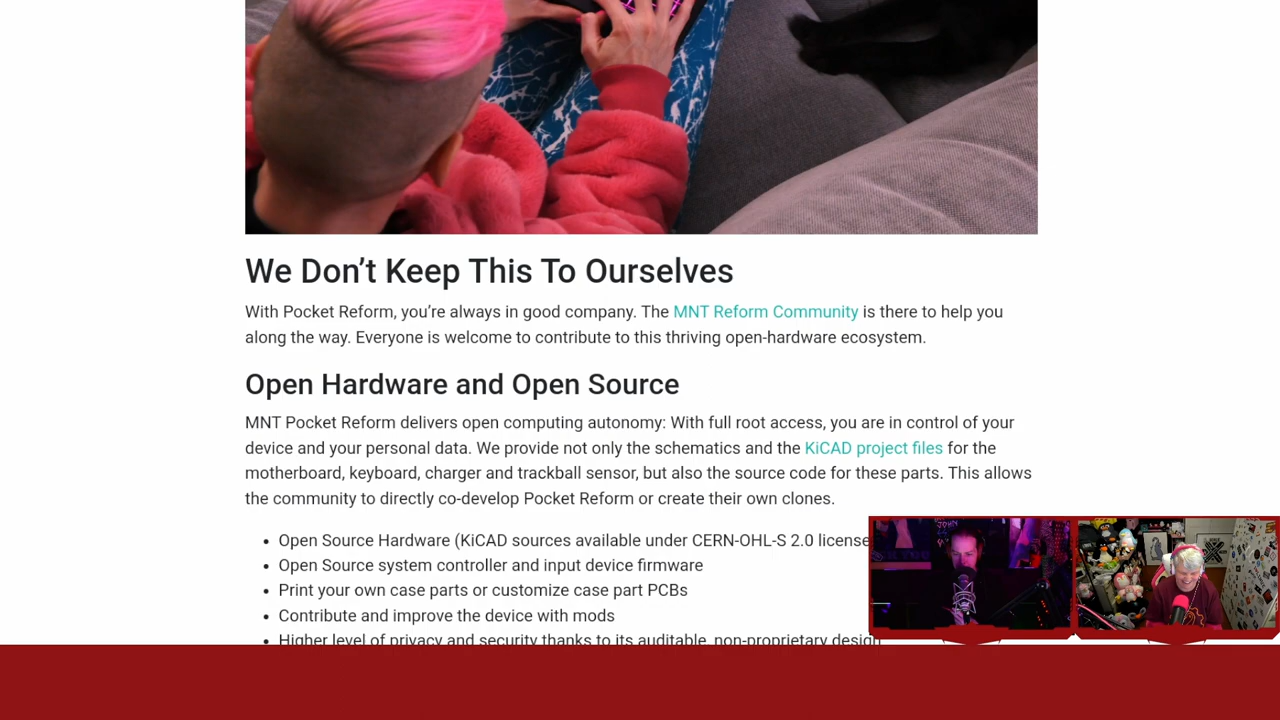 We Don’t Keep This To Ourselves
With Pocket Reform, you’re always in good company. The MNT Reform Community is there to help you
along the way. Everyone is welcome to contribute to this thriving open-hardware ecosystem.
Open Hardware and Open Source
MNT Pocket Reform delivers open computing autonomy: With full root access, you are in control of your
device and your personal data. We provide not only the schematics and the KiCAD project files for the
motherboard, keyboard, charger and trackball sensor, but also the source code for these parts. This allows
the community to directly co-develop Pocket Reform or create their own clones.
• Open Source Hardware (KiCAD sources available under CERN-OHL-S 2.0 license
• Open Source system controller and input device firmware
• Print your own case parts or customize case part PCBs
• Contribute and improve the device with mods
• Higher level of privacy and security thanks to its auditable, non-proprietary design